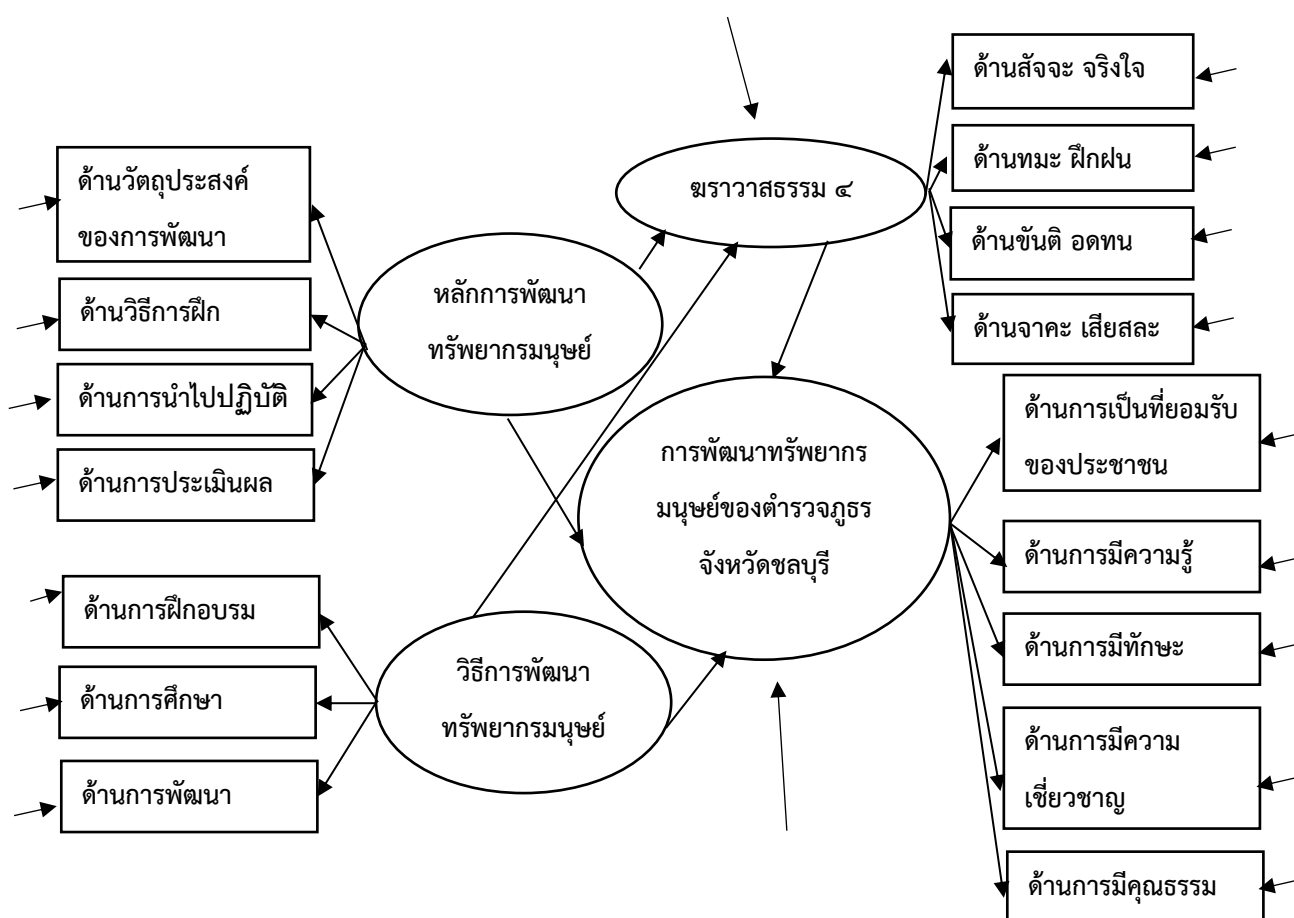 ด้านสัจจะ จริงใจ
ด้านทมะ ฝึกฝน
ด้านขันติ อดทน
ด้านจาคะ เสียสละ
ฆราวาสธรรม ๔
ด้านวัตถุประสงค์
ของการพัฒนา
ด้านวิธีการฝึก
ด้านการนำไปปฏิบัติ
ด้านการประเมินผล
หลักการพัฒนา
ทรัพยากรมนุษย์
การพัฒนาทรัพยากร
มนุษย์ของตำรวจภูธร
จังหวัดชลบุรี
ด้านการเป็นที่ยอมรับ
ของประชาชน
ด้านการมีความรู้
ด้านการมีทักษะ
ด้านการมีความ
เชี่ยวชาญ
ด้านการมีคุณธรรม
ด้านการฝึกอบรม
ด้านการศึกษา
ด้านการพัฒนา
วิธีการพัฒนา
ทรัพยากรมนุษย์